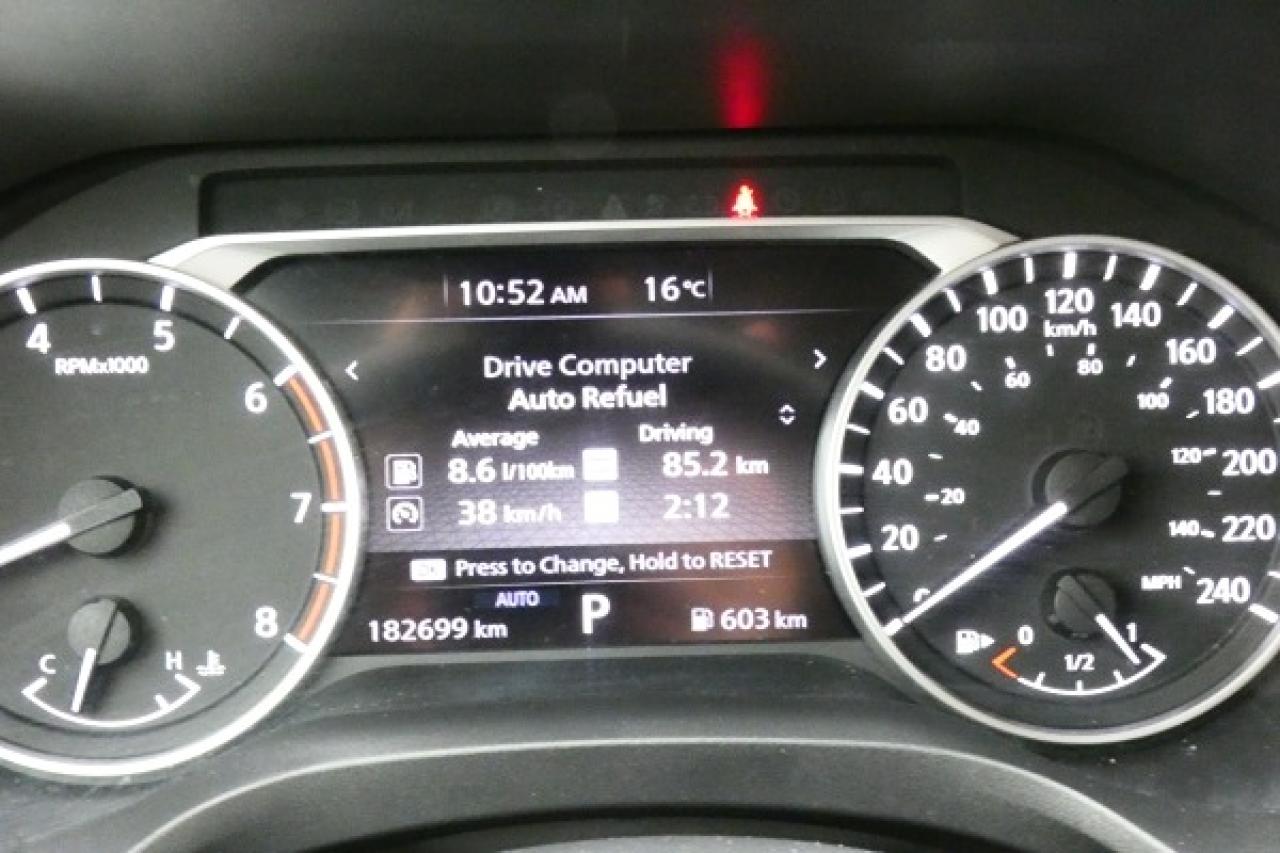 10:52 AM 16°C
Drive Computer
Auto Refuel
Average Driving
8.6 l/100km 85.2 km
38 km/h 2:12
Press to Change, Hold to RESET
AUTO
182699 km P 603 km
4 5 6 7 8
RPMx1000
C H
0 20 40 60 80 100 120 140 160 180 200 220 240
km/h
20 40 60 80 100 120 140
MPH
0 1/2 1